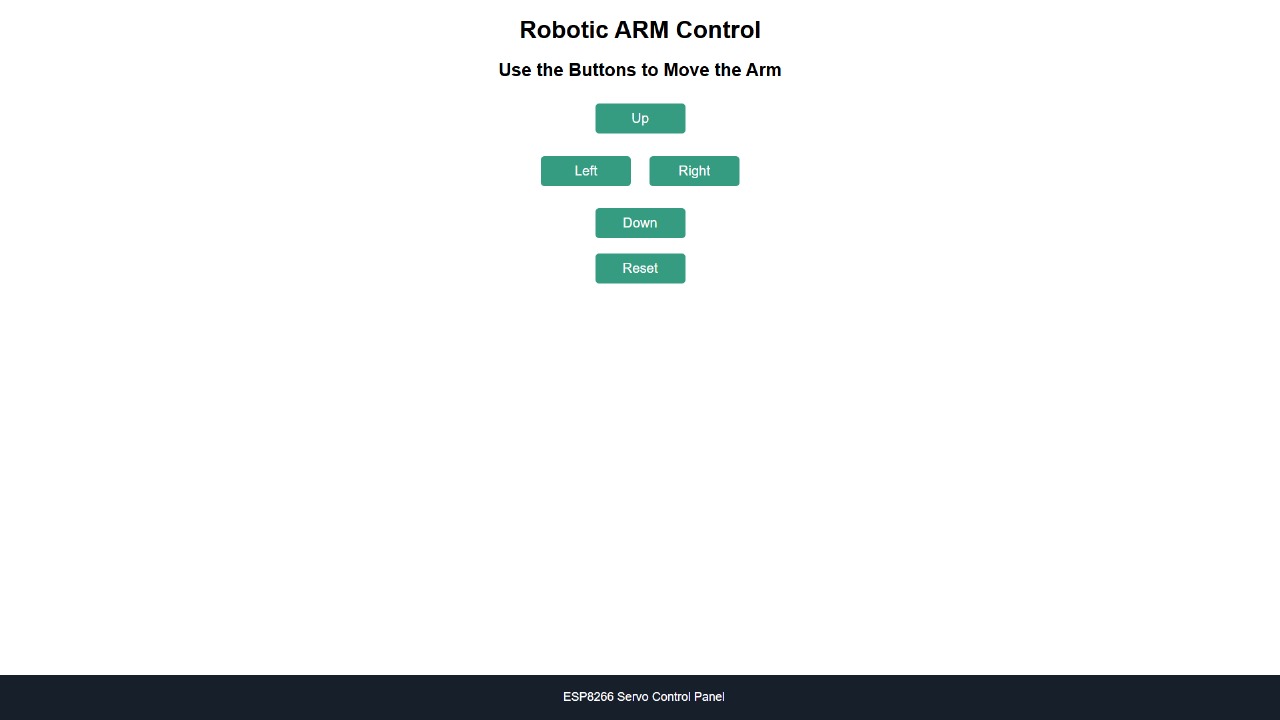 Robotic ARM Control
Use the Buttons to Move the Arm
Up
Left Right
Down
Reset
ESP8266 Servo Control Panel